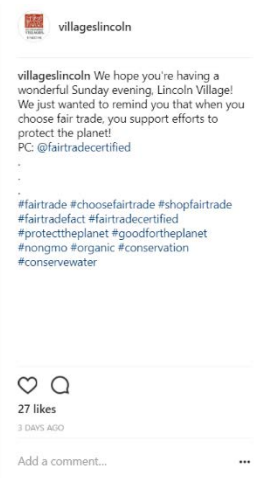 villageslincoln
villageslincoln We hope you're having a
wonderful Sunday evening, Lincoln Village!
We just wanted to remind you that when you
choose fair trade, you support efforts to
protect the planet!
PC: @fairtradecertified
.
.
.
#fairtrade #choosefairtrade #shopfairtrade
#fairtradefact #fairtradecertified
#protecttheplanet #goodfortheplanet
#nongmo #organic #conservation
#conservewater
27 likes
3 DAYS AGO
Add a comment...